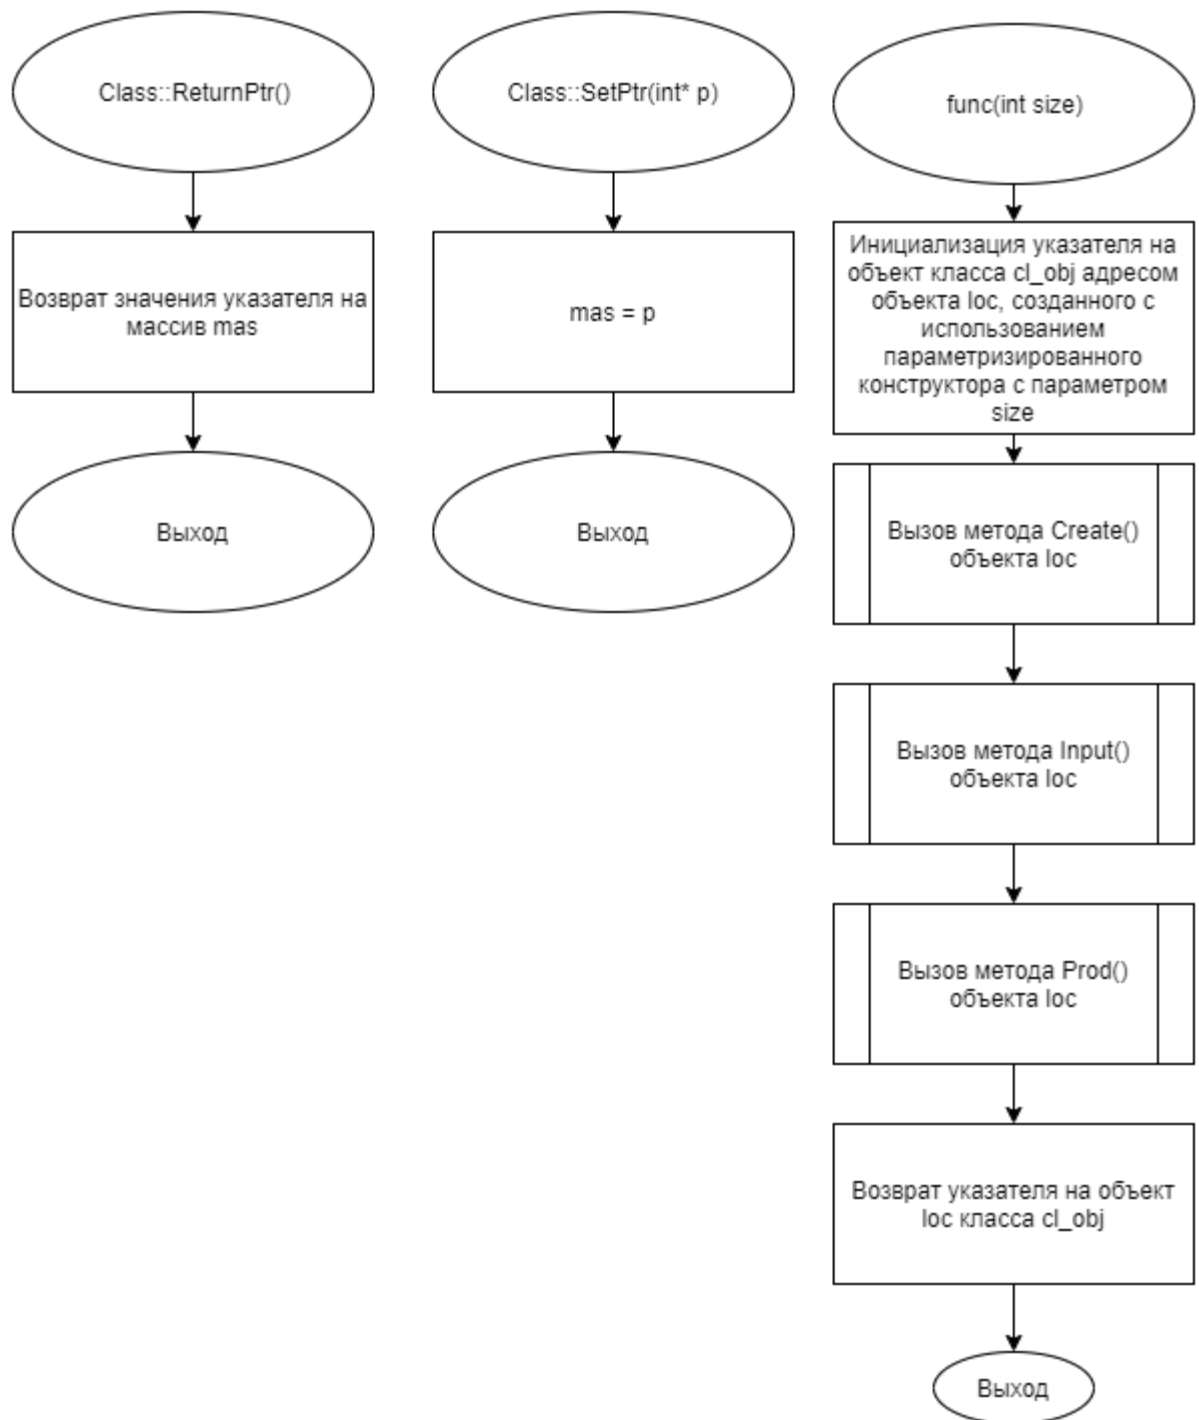 Class::ReturnPtr()
Возврат значения указателя на
массив mas
Выход
Class::SetPtr(int* p)
mas = p
Выход
func(int size)
Инициализация указателя на
объект класса cl_obj адресом
объекта loc, созданного с
использованием
параметризированного
конструктора с параметром
size
Вызов метода Create()
объекта loc
Вызов метода Input()
объекта loc
Вызов метода Prod()
объекта loc
Возврат указателя на объект
loc класса cl_obj
Выход